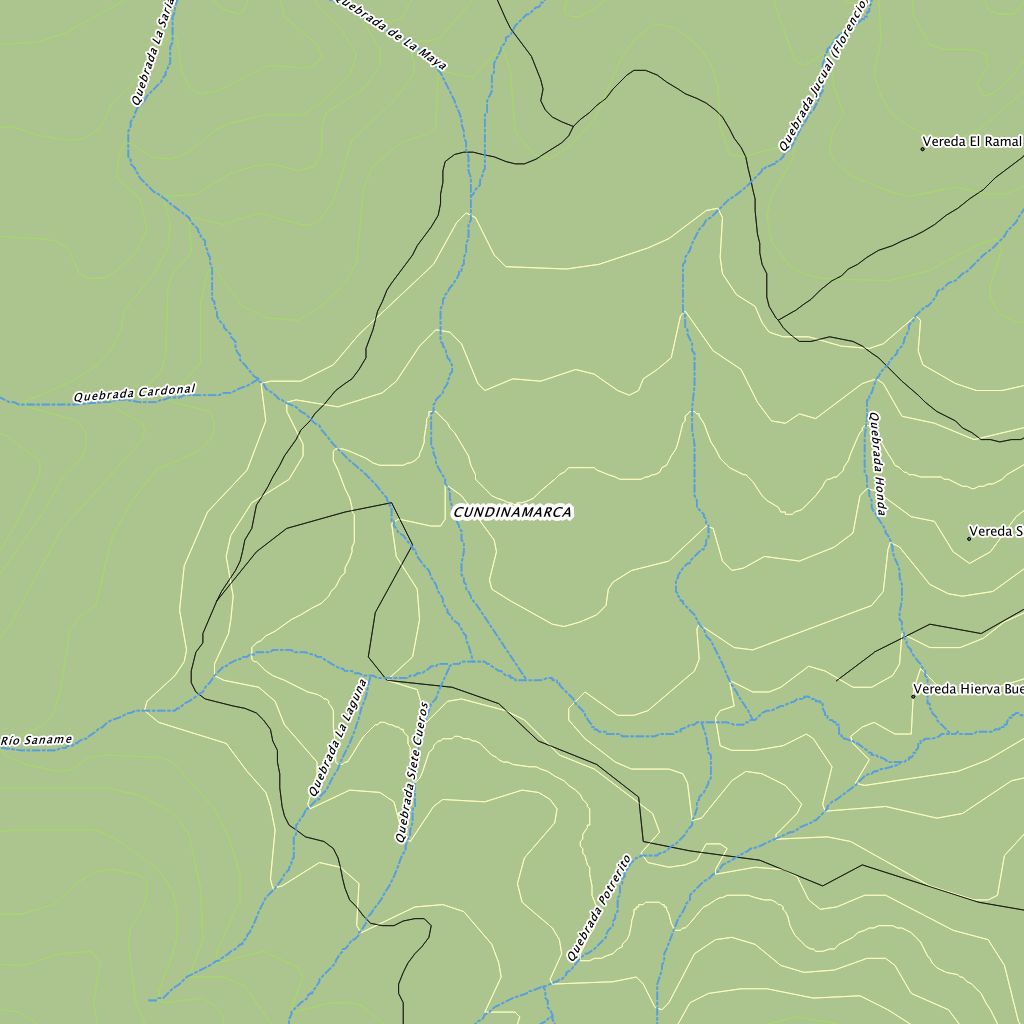 Quebrada La Saria
Quebrada de La Maya
Quebrada Jucual (Florencio)
Vereda El Ramal
Quebrada Cardonal
Quebrada Honda
CUNDINAMARCA
Vereda S
Vereda Hierva Bue
Quebrada La Laguna
Quebrada Siete Cueros
Río Saname
Quebrada Potrerito